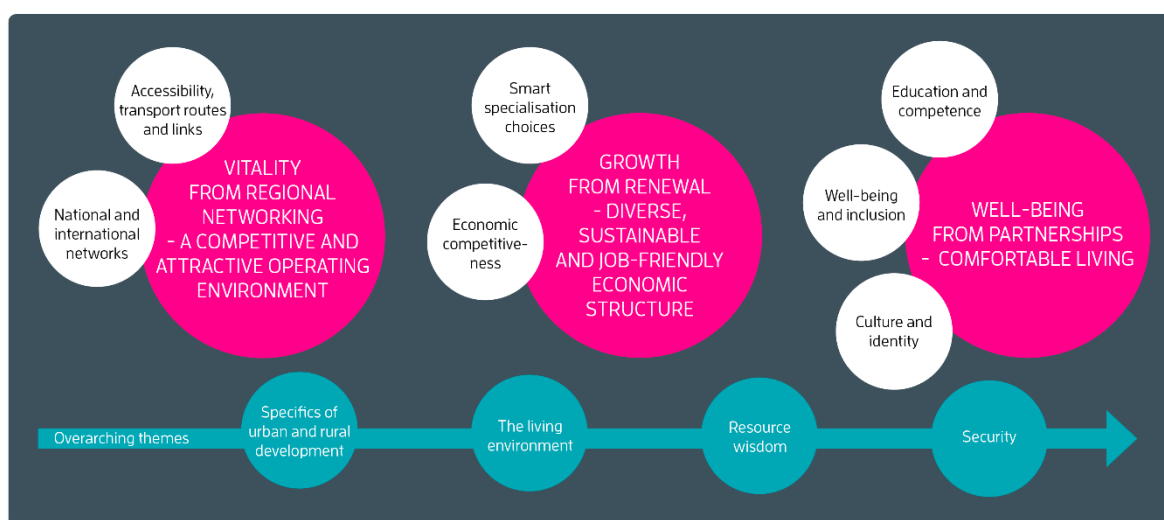 Accessibility,
transport routes
and links
National and
international
networks
VITALITY
FROM REGIONAL
NETWORKING
- A COMPETITIVE AND
ATTRACTIVE OPERATING
ENVIRONMENT
Smart
specialisation
choices
Economic
competitive-
ness
GROWTH
FROM RENEWAL
- DIVERSE,
SUSTAINABLE
AND JOB-FRIENDLY
ECONOMIC
STRUCTURE
Education and
competence
Well-being
and inclusion
Culture and
identity
WELL-BEING
FROM PARTNERSHIPS
- COMFORTABLE LIVING
Overarching themes
Specifics of
urban and rural
development
The living
environment
Resource
wisdom
Security